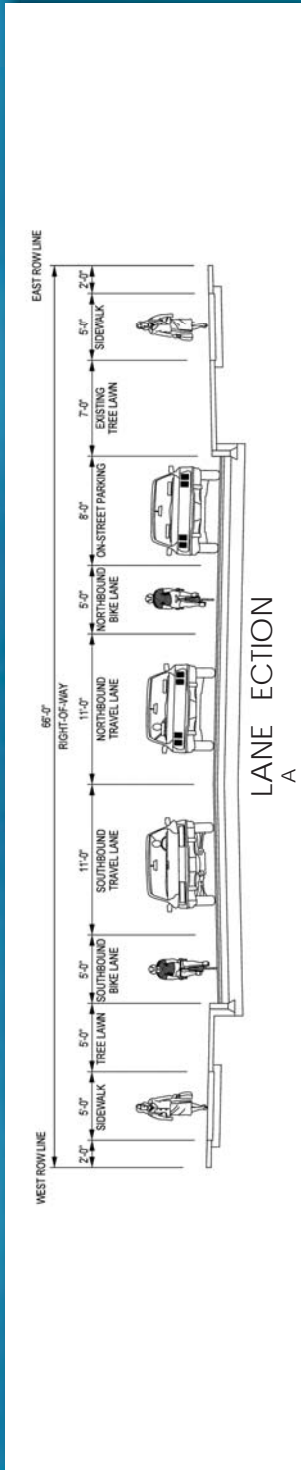 WEST ROW LINE
EAST ROW LINE
66'-0"
RIGHT-OF-WAY
2'-0"
5'-0"
SIDEWALK
5'-0"
TREE LAWN
5'-0"
SOUTHBOUND
BIKE LANE
11'-0"
SOUTHBOUND
TRAVEL LANE
11'-0"
NORTHBOUND
TRAVEL LANE
5'-0"
NORTHBOUND
BIKE LANE
8'-0"
ON-STREET PARKING
7'-0"
EXISTING
TREE LAWN
5'-0"
SIDEWALK
2'-0"
LANE ECTION
A